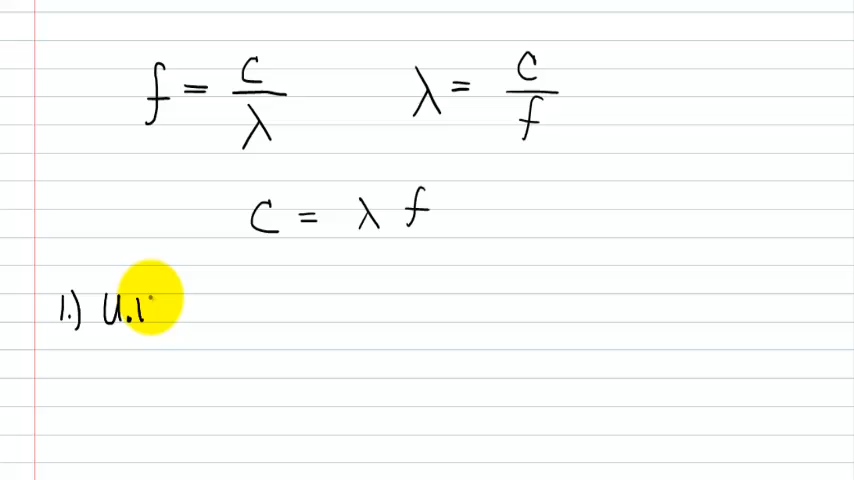 f = c/λ λ = c/f
c = λ f
1.)